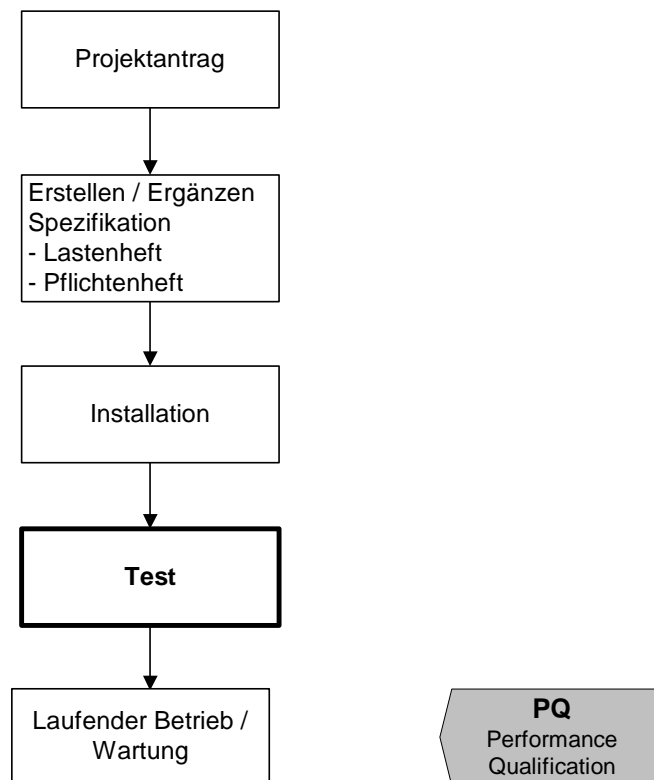 Projektantrag
Erstellen / Ergänzen
Spezifikation
- Lastenheft
- Pflichtenheft
Installation
Test
Laufender Betrieb /
Wartung
PQ
Performance
Qualification